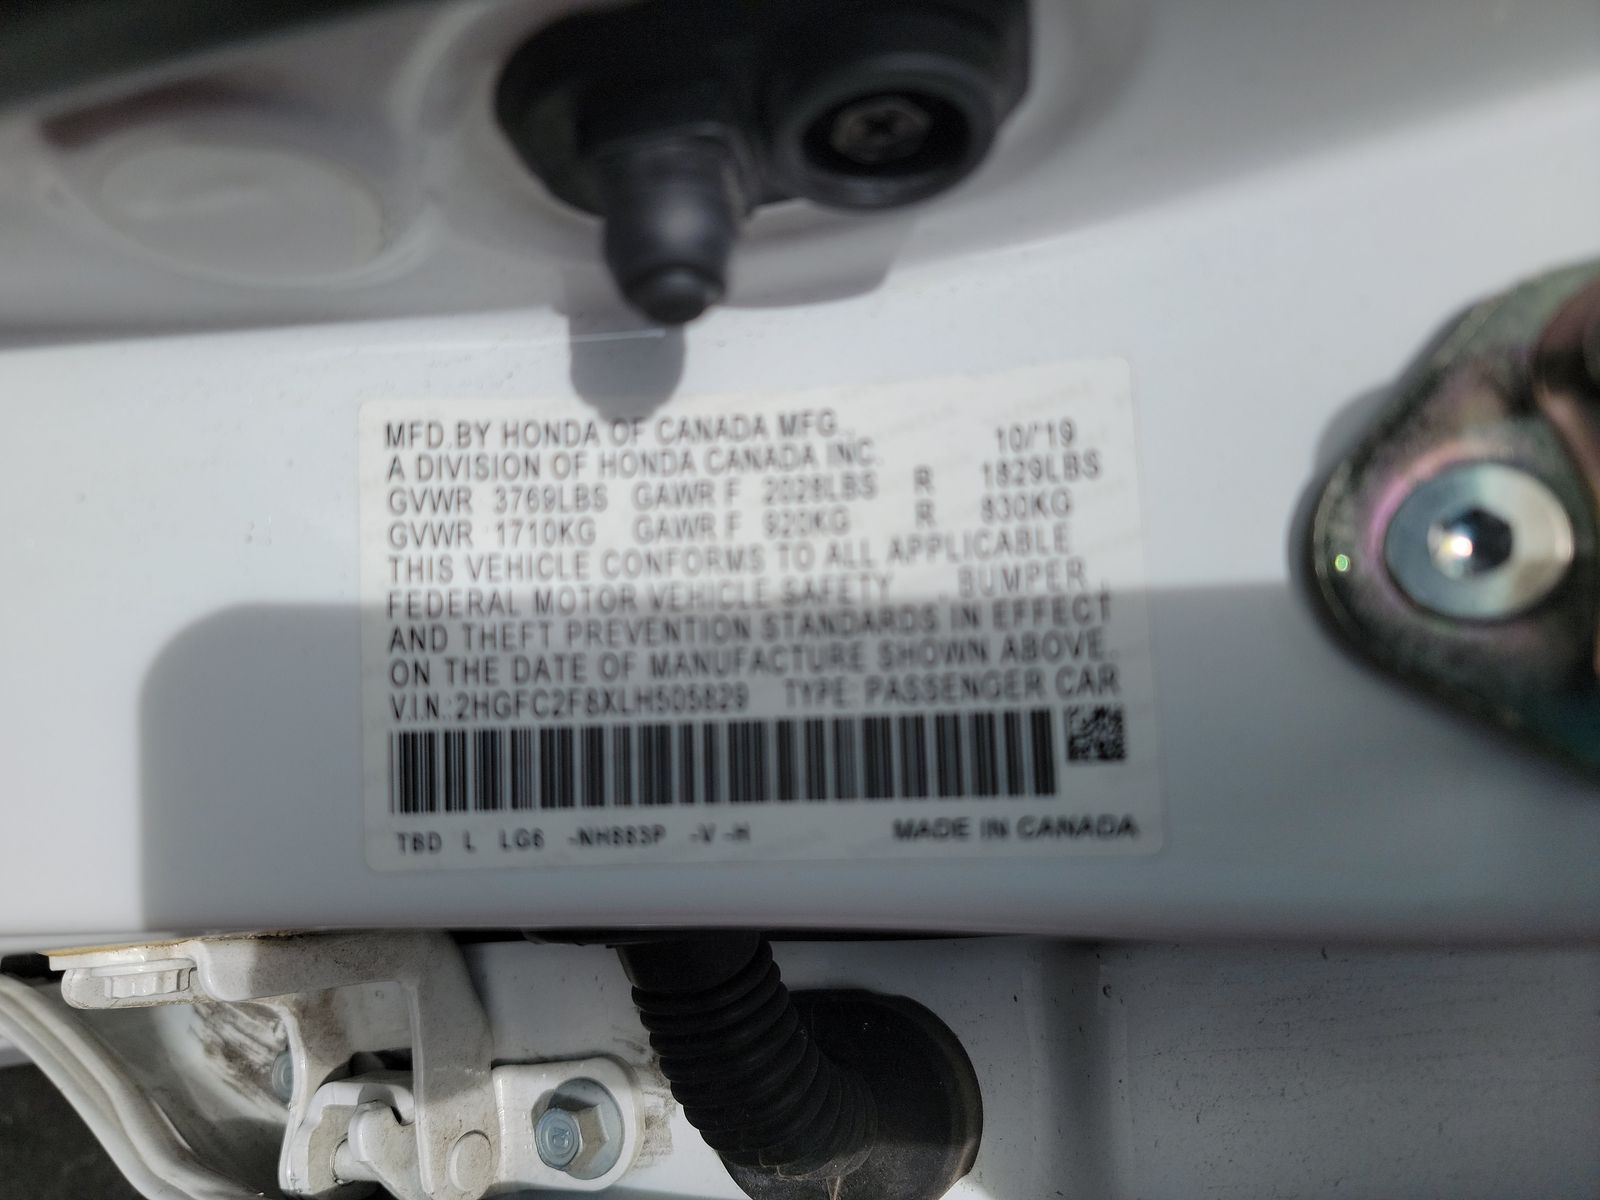 MFD. BY HONDA OF CANADA MFG., 10/'19
A DIVISION OF HONDA CANADA INC.
GVWR 3769LBS GAWR F 2028LBS R 1829LBS
GVWR 1710KG GAWR F 920KG R 830KG
THIS VEHICLE CONFORMS TO ALL APPLICABLE
FEDERAL MOTOR VEHICLE SAFETY , BUMPER ,
AND THEFT PREVENTION STANDARDS IN EFFECT
ON THE DATE OF MANUFACTURE SHOWN ABOVE.
V.I.N.: 2HGFC2F8XLH505829 TYPE: PASSENGER CAR
TBD L LG6 -NH883P -V -H MADE IN CANADA